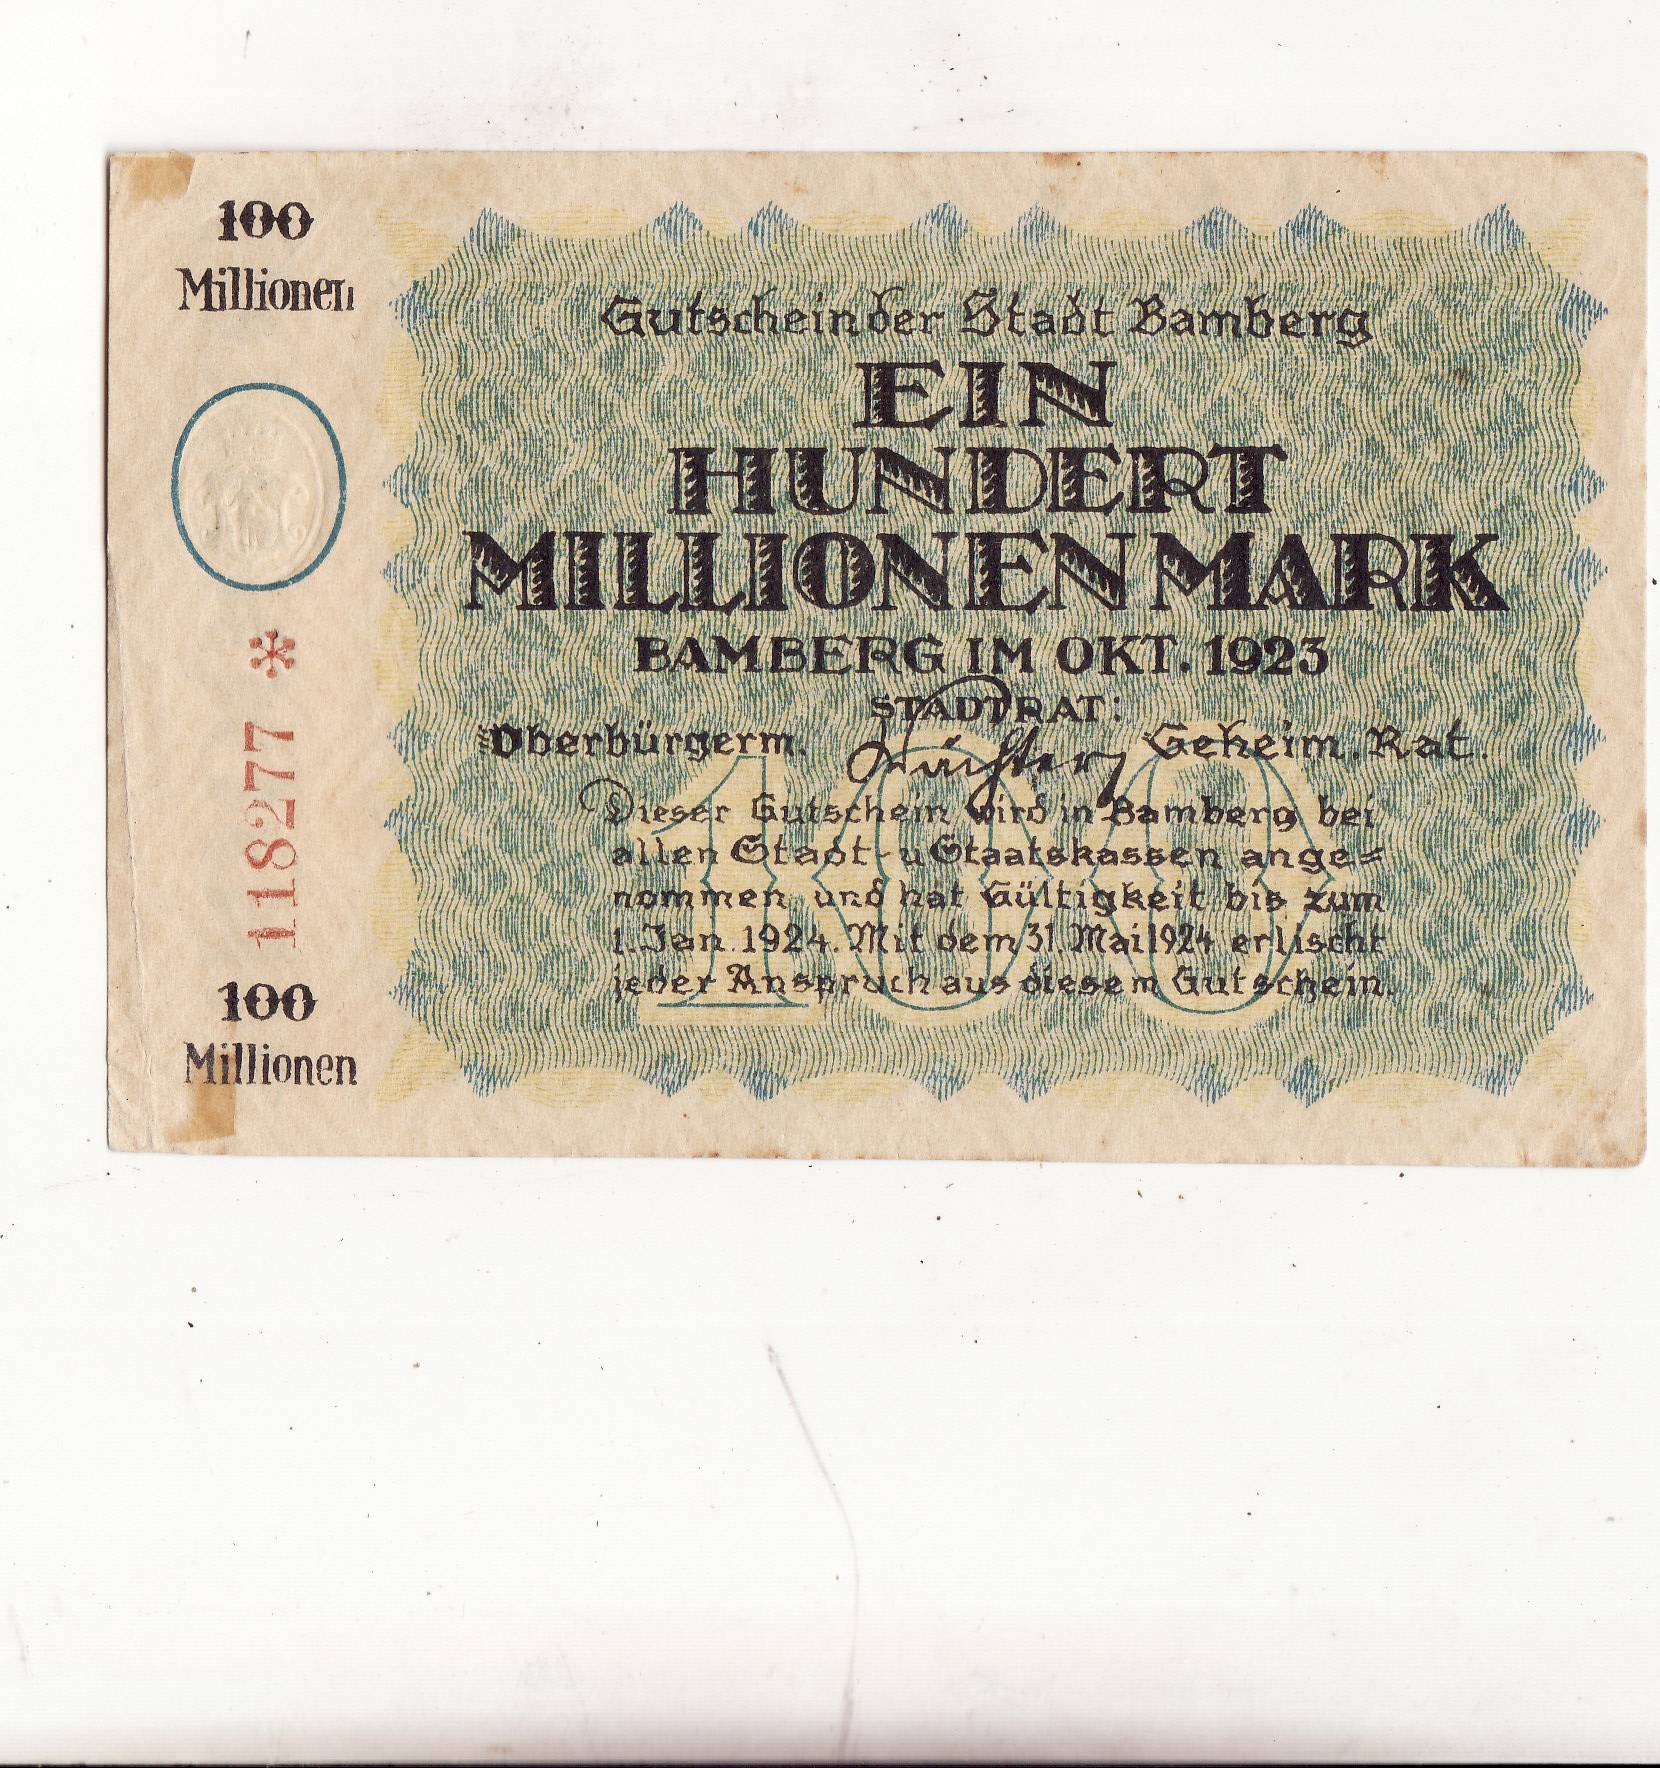 100
Millionen
118277 *
100
Millionen
Gutschein der Stadt Bamberg
EIN
HUNDERT
MILLIONEN MARK
BAMBERG IM OKT. 1923
STADTRAT:
Oberbürgerm. Geheim. Rat.
Dieser Gutschein wird in Bamberg bei
allen Stadt- u Staatskassen ange=
nommen und hat Gültigkeit bis zum
1. Jan. 1924. Mit dem 31. Mai 1924 erlischt
jeder Anspruch aus diesem Gutschein.
100